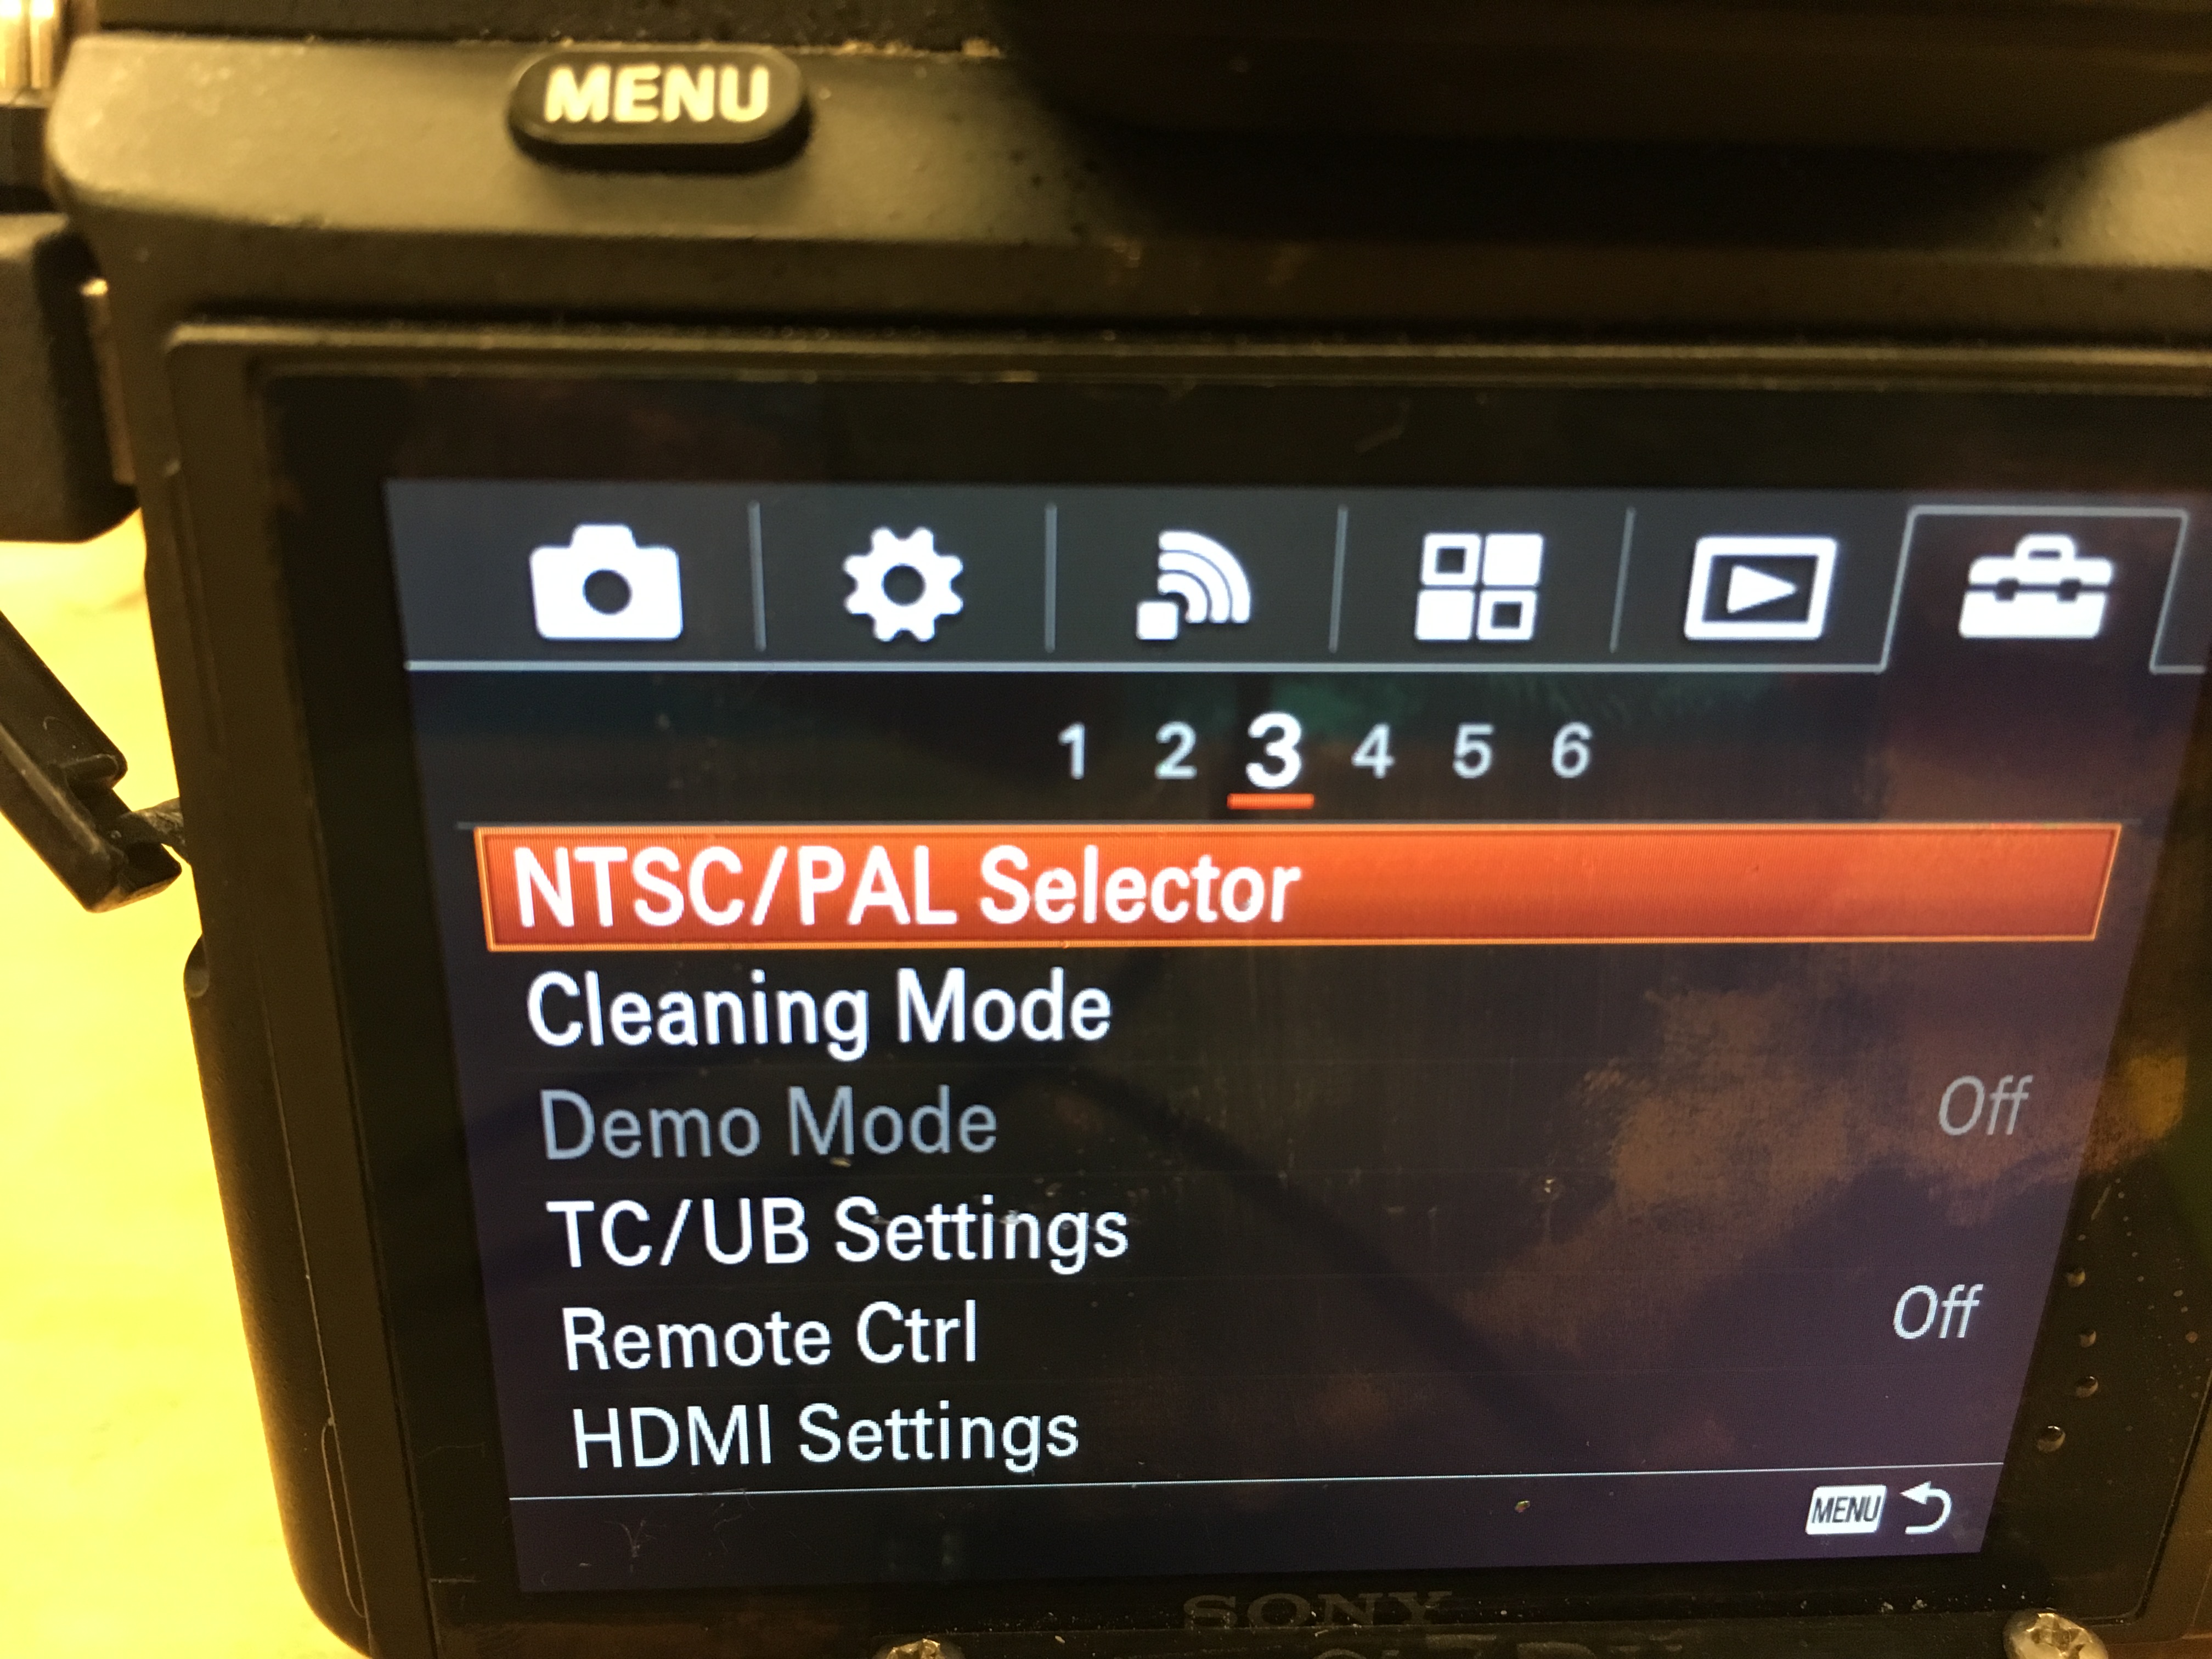 MENU
1 2 3 4 5 6
NTSC/PAL Selector
Cleaning Mode
Demo Mode Off
TC/UB Settings
Remote Ctrl Off
HDMI Settings
MENU
SONY